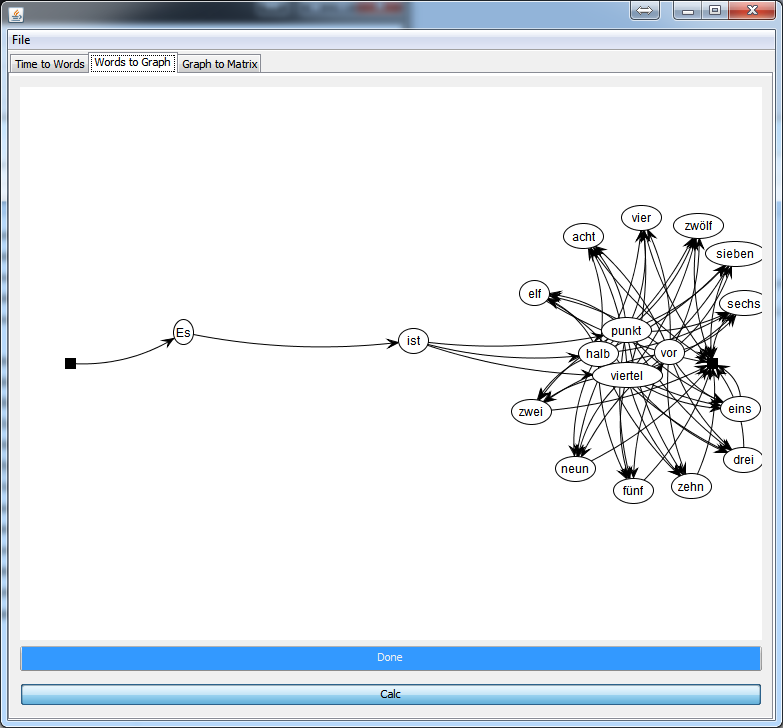 File
Time to Words Words to Graph Graph to Matrix
vier
zwölf
acht
sieben
elf
sechs
punkt
Es
ist
halb
vor
viertel
zwei
eins
drei
neun
fünf
zehn
Done
Calc